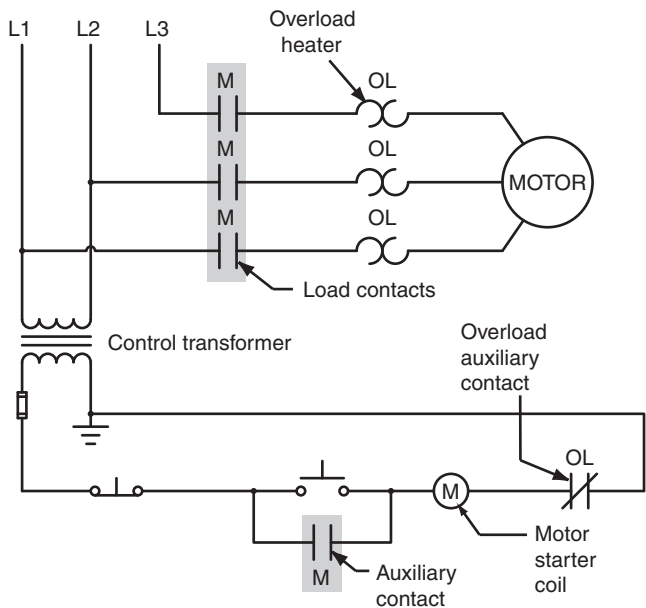 Overload
heater
L1 L2 L3
M OL
M OL
MOTOR
M OL
Load contacts
Control transformer
Overload
auxiliary
contact
OL
M
Motor
starter
coil
M
Auxiliary
contact